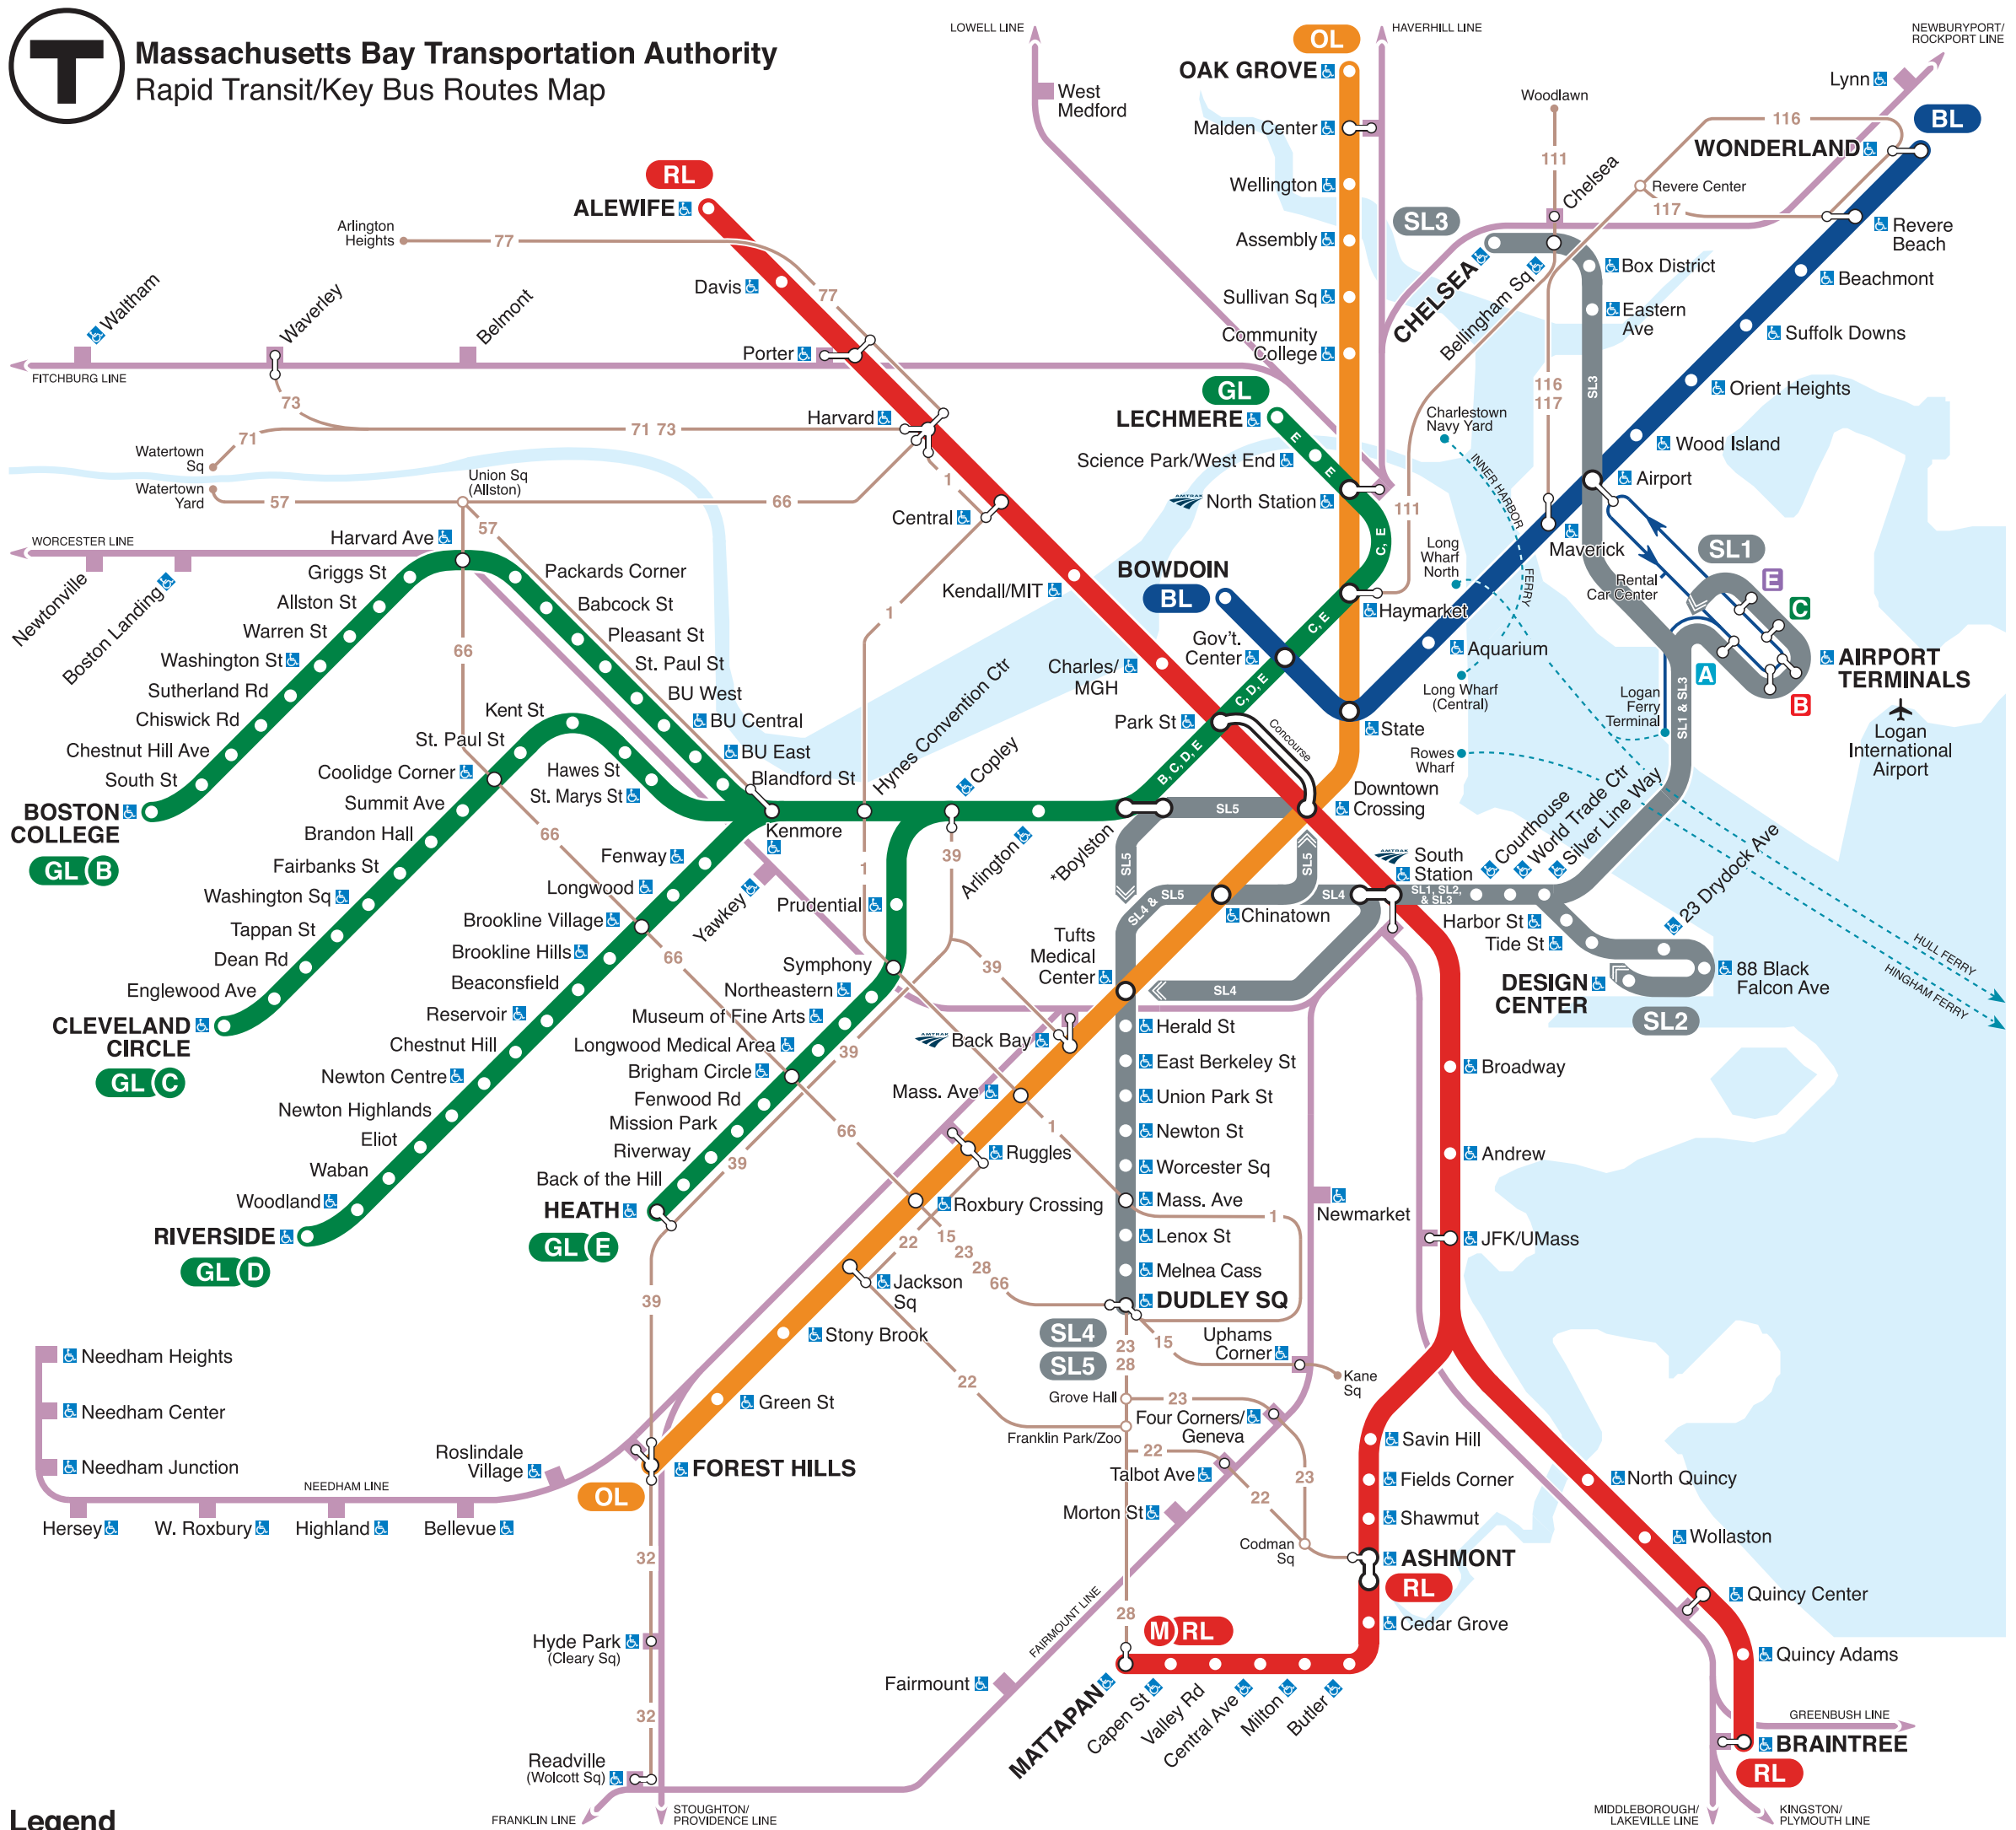 T
Massachusetts Bay Transportation Authority
Rapid Transit/Key Bus Routes Map
LOWELL LINE
West
Medford
OL
OAK GROVE
HAVERHILL LINE
NEWBURYPORT/
ROCKPORT LINE
Lynn
Malden Center
Wellington
Assembly
Sullivan Sq
Community
College
Woodlawn
111
Chelsea
116
BL
WONDERLAND
Revere Center
117
Revere
Beach
Beachmont
Suffolk Downs
Orient Heights
Wood Island
Airport
Maverick
SL3
CHELSEA
Bellingham Sq
Box District
Eastern
Ave
SL3
116
117
RL
ALEWIFE
Arlington
Heights
77
77
Davis
Porter
Harvard
Waltham
Waverley
Belmont
FITCHBURG LINE
73
71
71 73
Watertown
Sq
Watertown
Yard
57
Union Sq
(Allston)
66
57
1
Central
Kendall/MIT
Charles/
MGH
Park St
GL
LECHMERE
E
Science Park/West End
E
AMTRAK
North Station
C, E
111
Haymarket
C, E
BOWDOIN
BL
Gov't.
Center
C, D, E
B, C, D, E
Concourse
State
Aquarium
Charlestown
Navy Yard
INNER HARBOR
FERRY
Long
Wharf
North
Long Wharf
(Central)
Rowes
Wharf
Rental
Car Center
SL1
E
C
A
B
AIRPORT
TERMINALS
Logan
International
Airport
Logan
Ferry
Terminal
SL1 & SL3
WORCESTER LINE
Newtonville
Boston Landing
Harvard Ave
Griggs St
Allston St
Warren St
Washington St
Sutherland Rd
Chiswick Rd
Chestnut Hill Ave
South St
BOSTON
COLLEGE
GL B
Packards Corner
Babcock St
Pleasant St
St. Paul St
BU West
BU Central
BU East
Blandford St
Kenmore
66
Kent St
St. Paul St
Coolidge Corner
Hawes St
St. Marys St
Summit Ave
Brandon Hall
Fairbanks St
Washington Sq
Tappan St
Dean Rd
Englewood Ave
CLEVELAND
CIRCLE
GL C
66
1
Hynes Convention Ctr
Copley
1
39
Arlington
*Boylston
SL5
SL5
SL5
Downtown
Crossing
Fenway
Longwood
Brookline Village
Brookline Hills
Beaconsfield
Reservoir
Chestnut Hill
Newton Centre
Newton Highlands
Eliot
Waban
Woodland
RIVERSIDE
GL D
Yawkey
66
Prudential
Symphony
Northeastern
Museum of Fine Arts
Longwood Medical Area
Brigham Circle
Fenwood Rd
Mission Park
Riverway
Back of the Hill
HEATH
GL E
39
39
39
39
66
SL4 & SL5
Chinatown
SL4
SL4
AMTRAK
South
Station
SL1, SL2,
& SL3
Courthouse
World Trade Ctr
Silver Line Way
Harbor St
Tide St
DESIGN
CENTER
23 Drydock Ave
88 Black
Falcon Ave
SL2
HULL FERRY
HINGHAM FERRY
Tufts
Medical
Center
AMTRAK
Back Bay
Mass. Ave
Ruggles
Roxbury Crossing
Jackson
Sq
Stony Brook
Green St
FOREST HILLS
OL
Herald St
East Berkeley St
Union Park St
Newton St
Worcester Sq
Mass. Ave
Lenox St
Melnea Cass
DUDLEY SQ
SL4
SL5
1
1
22
15
23
28
66
22
23
28
15
Uphams
Corner
Kane
Sq
Grove Hall
23
Franklin Park/Zoo
Four Corners/
Geneva
22
Talbot Ave
23
22
Morton St
Codman
Sq
28
Newmarket
Broadway
Andrew
JFK/UMass
Savin Hill
Fields Corner
Shawmut
ASHMONT
RL
Cedar Grove
M RL
MATTAPAN
Capen St
Valley Rd
Central Ave
Milton
Butler
North Quincy
Wollaston
Quincy Center
Quincy Adams
GREENBUSH LINE
BRAINTREE
RL
MIDDLEBOROUGH/
LAKEVILLE LINE
KINGSTON/
PLYMOUTH LINE
Needham Heights
Needham Center
Needham Junction
Hersey
W. Roxbury
Highland
Bellevue
NEEDHAM LINE
Roslindale
Village
32
Hyde Park
(Cleary Sq)
32
Readville
(Wolcott Sq)
Fairmount
FAIRMOUNT LINE
FRANKLIN LINE
STOUGHTON/
PROVIDENCE LINE
Legend